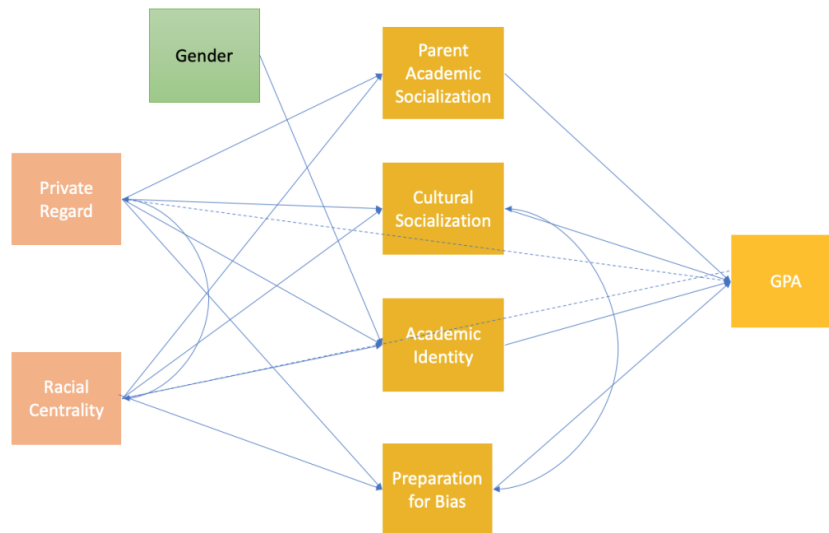 Gender
Parent
Academic
Socialization
Private
Regard
Cultural
Socialization
GPA
Academic
Identity
Racial
Centrality
Preparation
for Bias